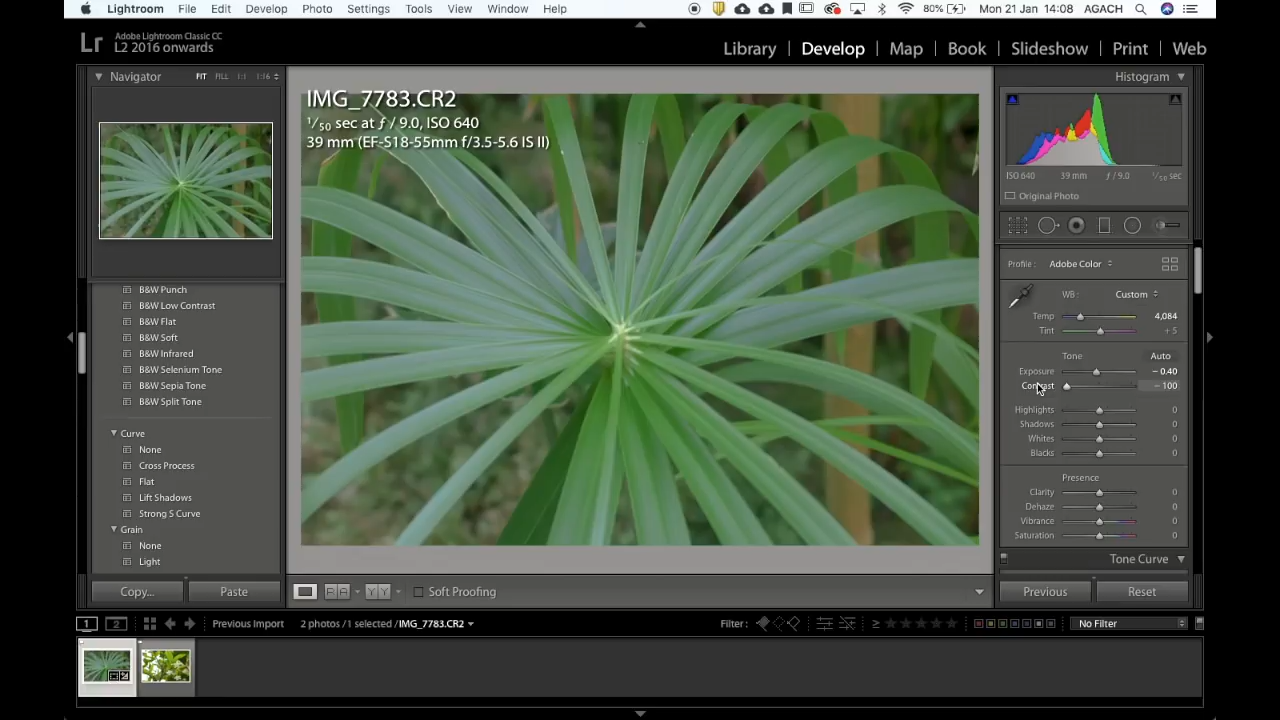 Lightroom File Edit Develop Photo Settings Tools View Window Help 80% Mon 21 Jan 14:08 AGACH
Lr Adobe Lightroom Classic CC
L2 2016 onwards
Library | Develop | Map | Book | Slideshow | Print | Web
Navigator FIT FILL 1:1 1:16
Histogram
IMG_7783.CR2
1/50 sec at ƒ / 9.0, ISO 640
39 mm (EF-S18-55mm f/3.5-5.6 IS II)
ISO 640 39 mm ƒ / 9.0 1/50 sec
Original Photo
Profile : Adobe Color
WB : Custom
Temp 4,084
Tint + 5
Tone Auto
Exposure − 0.40
Contrast − 100
Highlights 0
Shadows 0
Whites 0
Blacks 0
Presence
Clarity 0
Dehaze 0
Vibrance 0
Saturation 0
Tone Curve
B&W Punch
B&W Low Contrast
B&W Flat
B&W Soft
B&W Infrared
B&W Selenium Tone
B&W Sepia Tone
B&W Split Tone
Curve
None
Cross Process
Flat
Lift Shadows
Strong S Curve
Grain
None
Light
Copy... Paste
R A Y Y Soft Proofing
Previous Reset
1 2 Previous Import 2 photos /1 selected /IMG_7783.CR2 Filter : ≥ No Filter